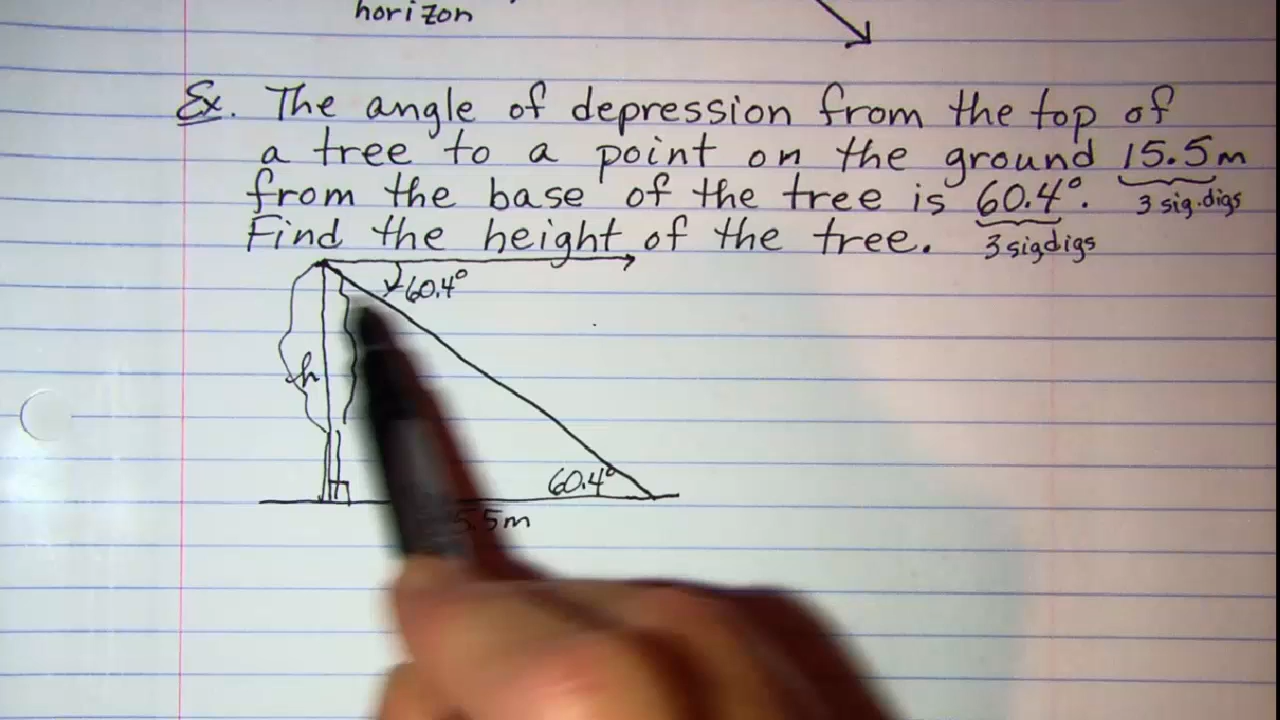 horizon
Ex. The angle of depression from the top of
a tree to a point on the ground 15.5m
from the base of the tree is 60.4°. 3 sig.digs
Find the height of the tree. 3 sigdigs
60.4°
h
60.4°
5.5m